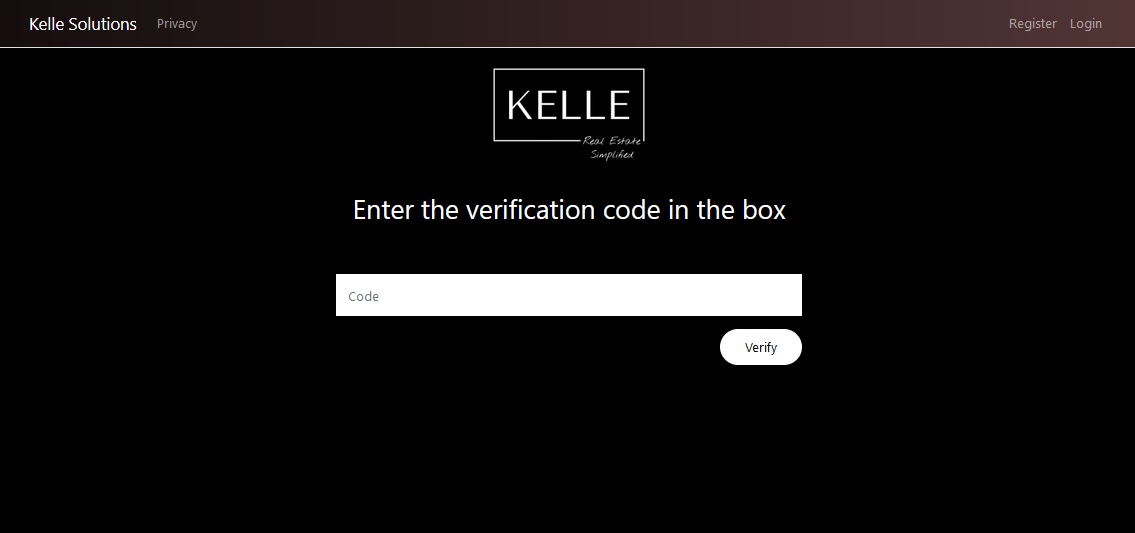 Kelle Solutions Privacy Register Login
KELLE
Real Estate
Simplified
Enter the verification code in the box
Code
Verify